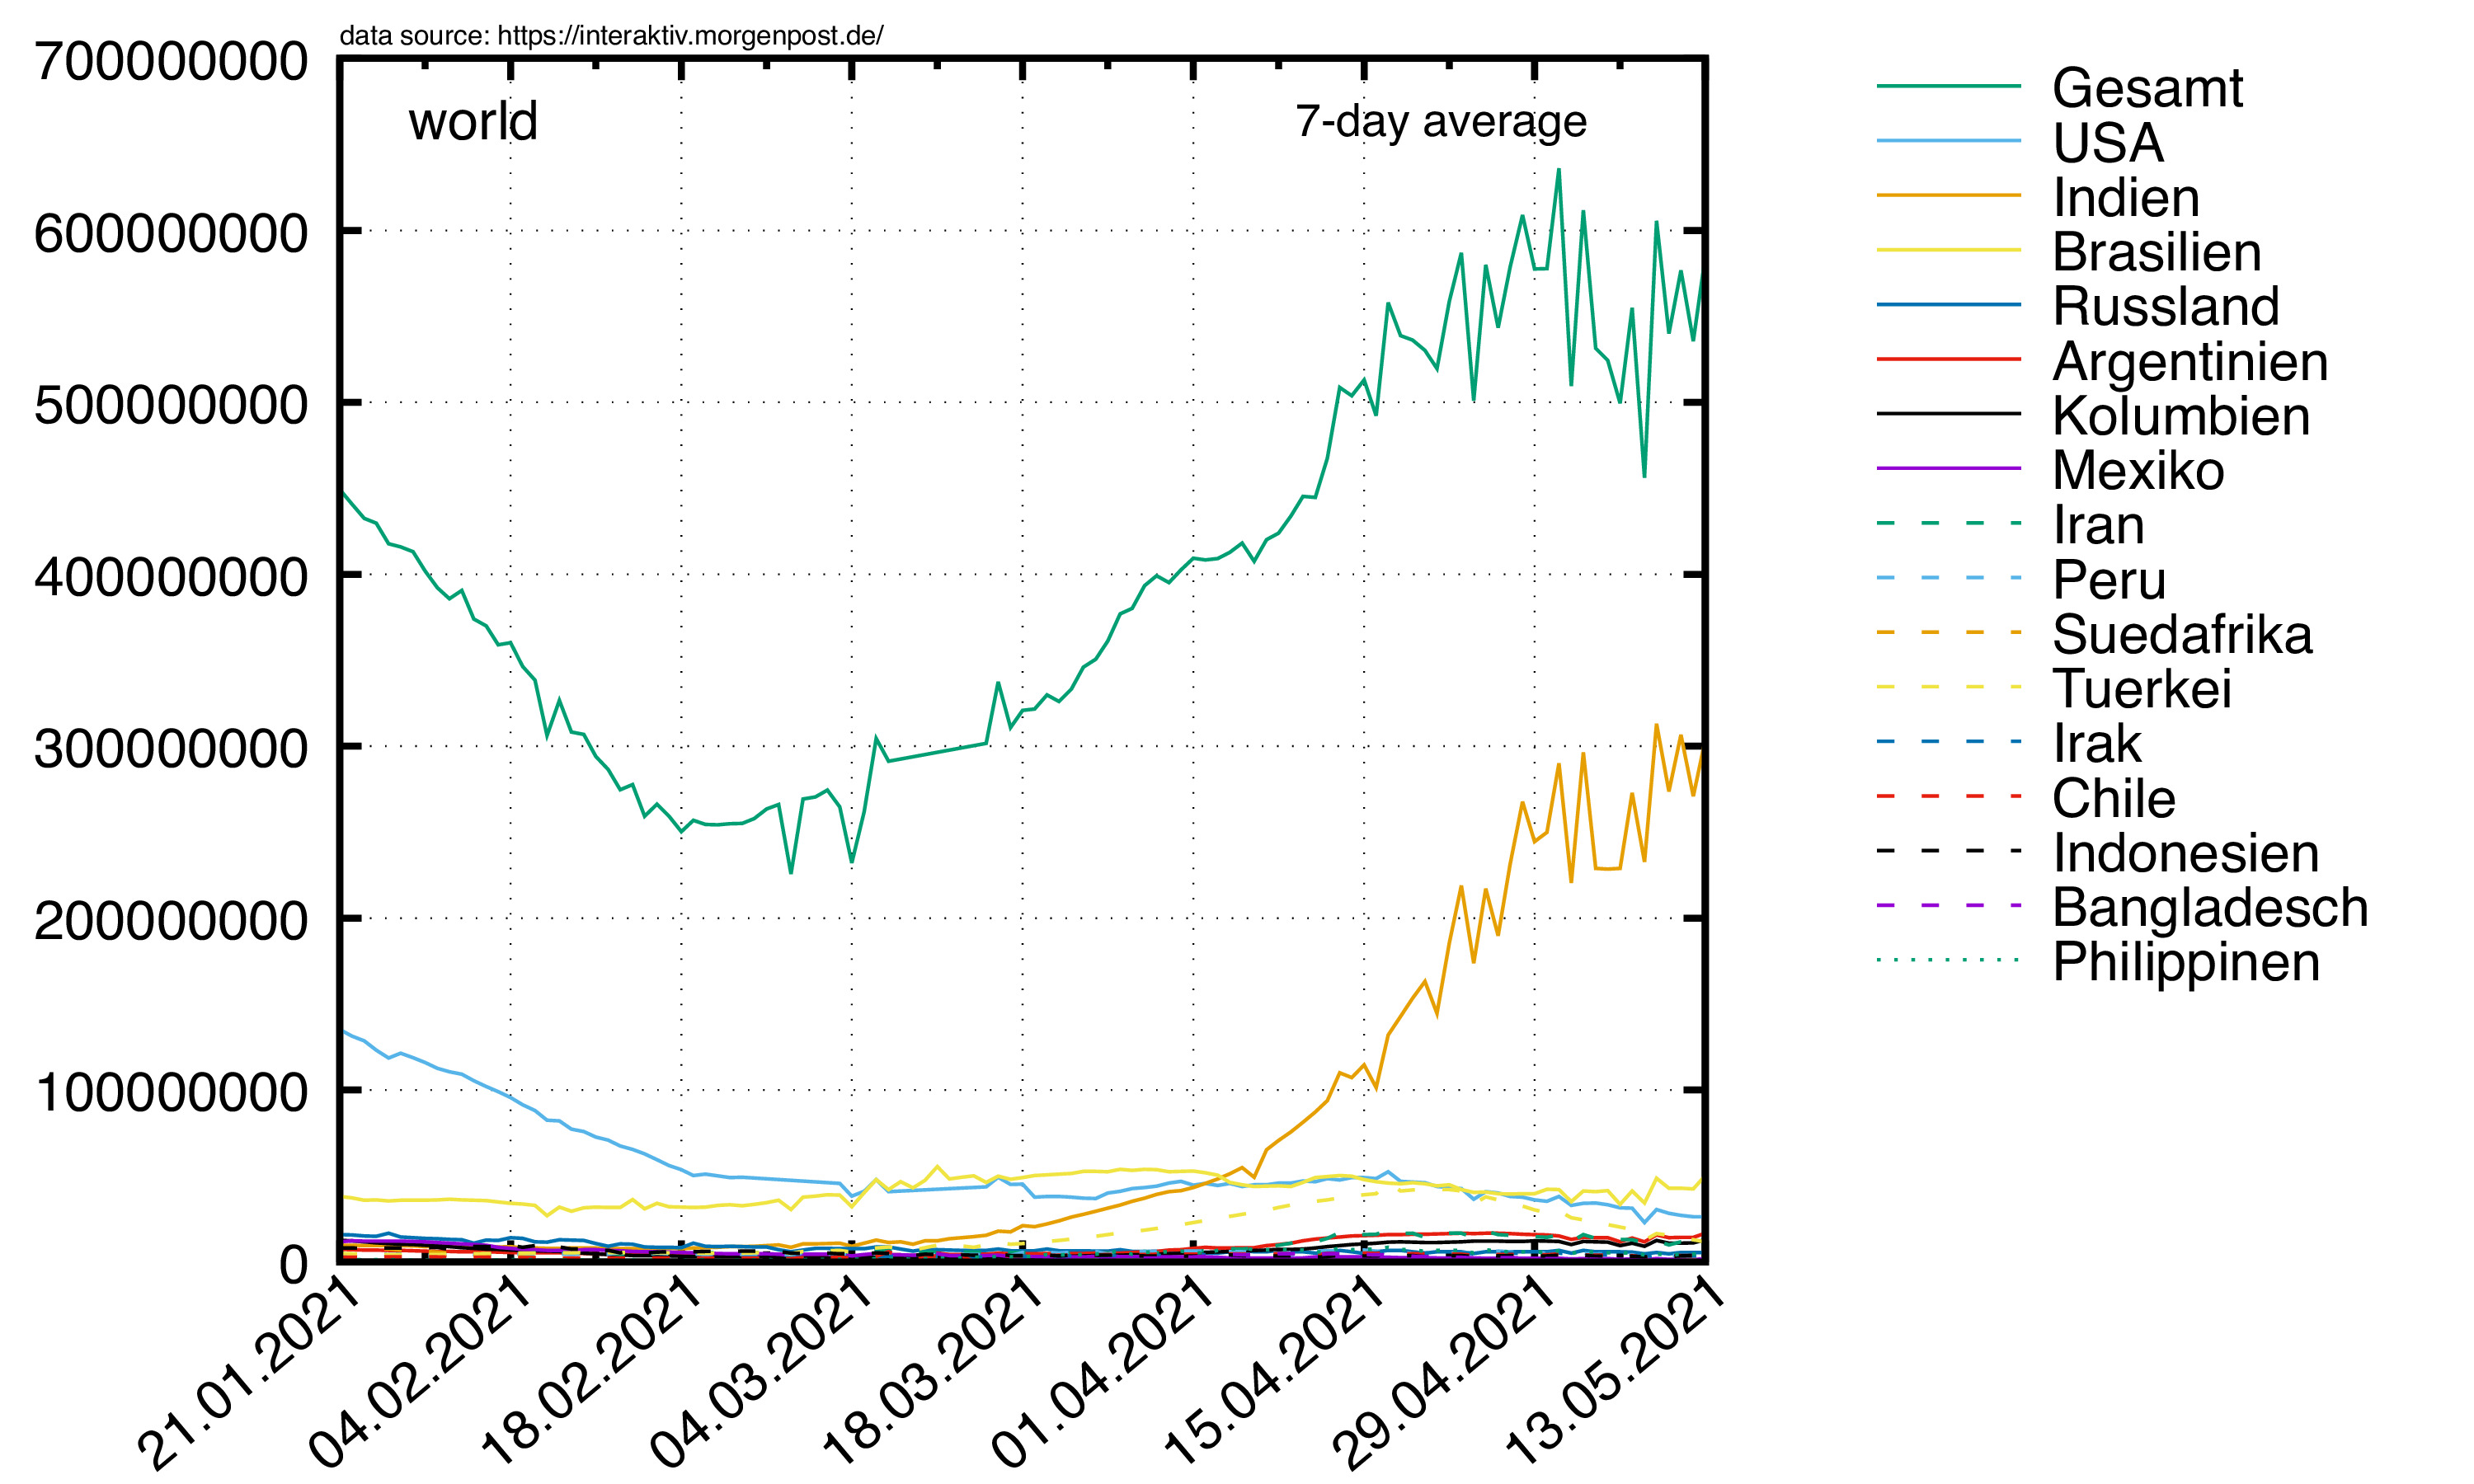 data source: https://interaktiv.morgenpost.de/
700000000
600000000
500000000
400000000
300000000
200000000
100000000
0
world
7-day average
21.01.2021
04.02.2021
18.02.2021
04.03.2021
18.03.2021
01.04.2021
15.04.2021
29.04.2021
13.05.2021
Gesamt
USA
Indien
Brasilien
Russland
Argentinien
Kolumbien
Mexiko
Iran
Peru
Suedafrika
Tuerkei
Irak
Chile
Indonesien
Bangladesch
Philippinen